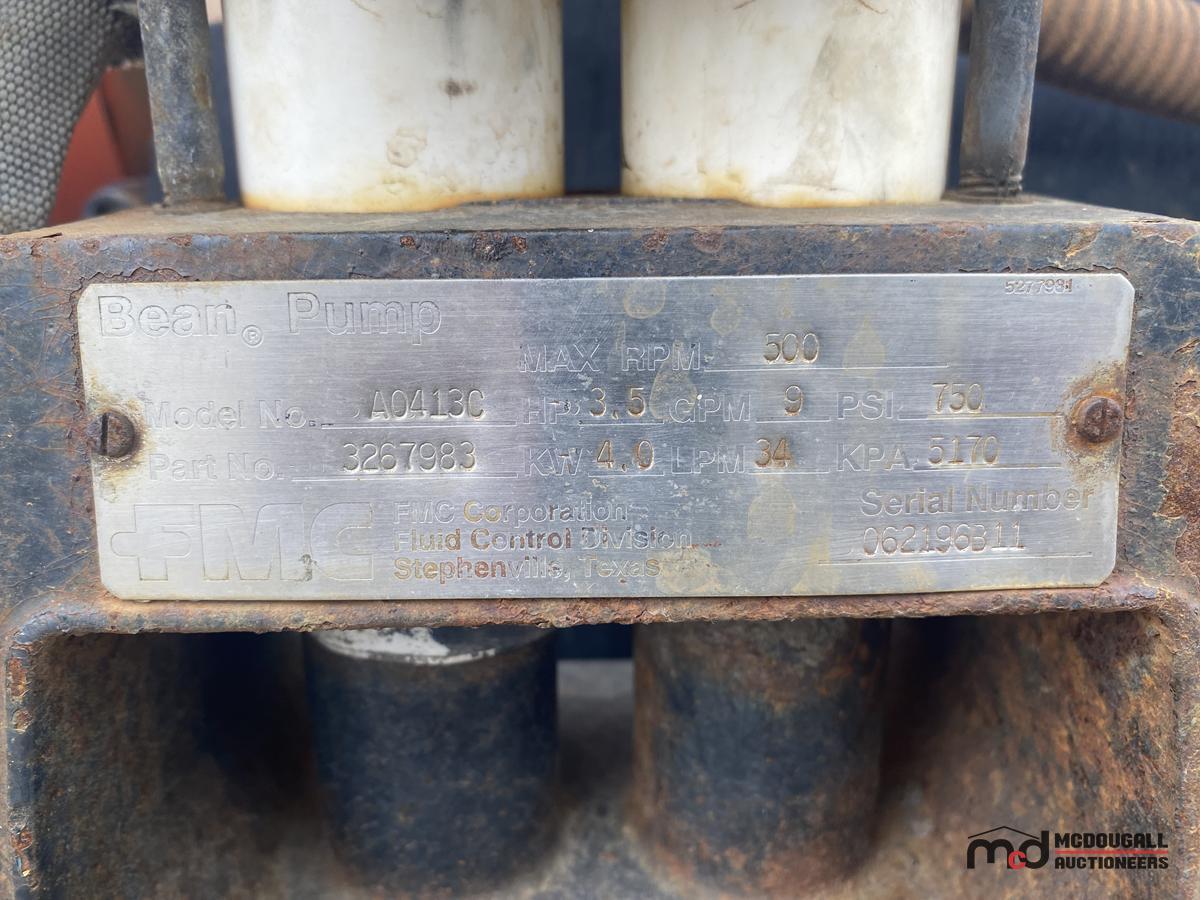 5277931
Bean® Pump
MAX RPM 500
Model No. A0413C HP 3.5 GPM 9 PSI 750
Part No. 3267983 KW 4.0 LPM 34 KPA 5170
FMC
FMC Corporation
Fluid Control Division
Stephenville, Texas
Serial Number
062196B11
mcd MCDOUGALL
AUCTIONEERS